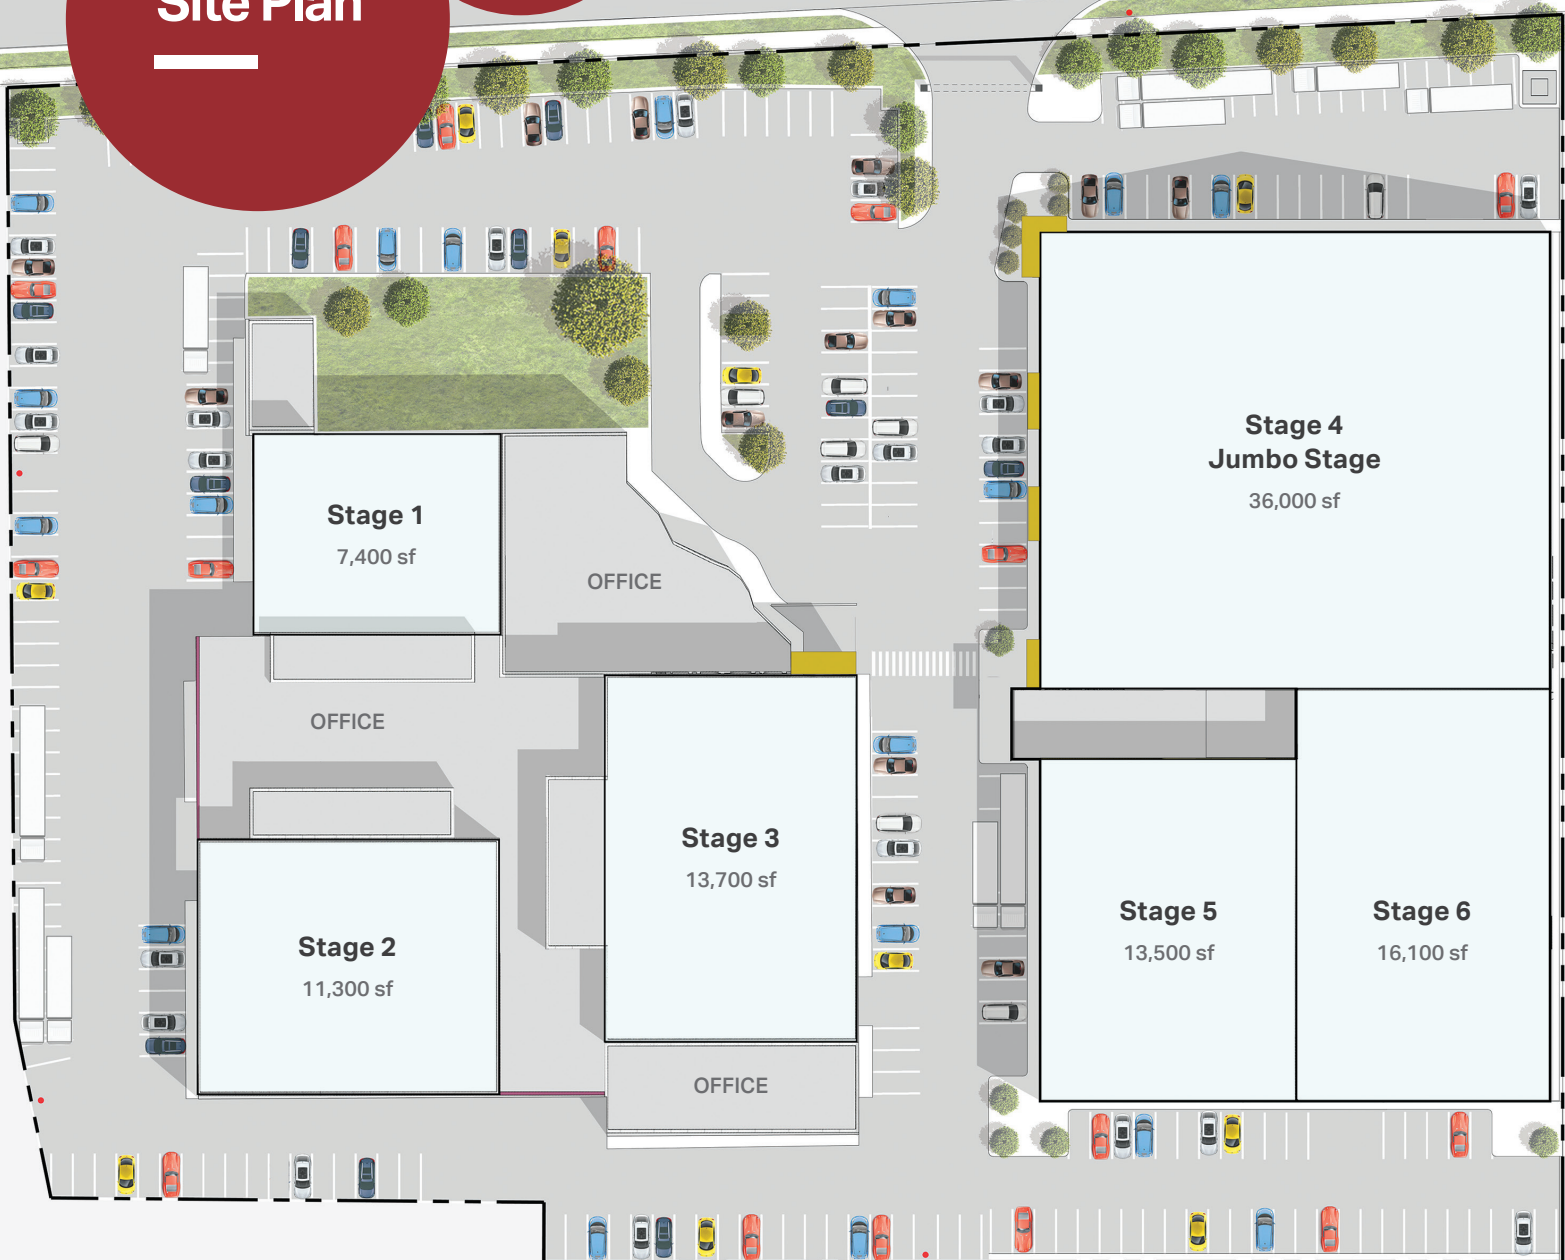 Site Plan
Stage 4
Jumbo Stage
36,000 sf
Stage 1
7,400 sf
OFFICE
OFFICE
Stage 3
13,700 sf
Stage 2
11,300 sf
Stage 5
13,500 sf
Stage 6
16,100 sf
OFFICE